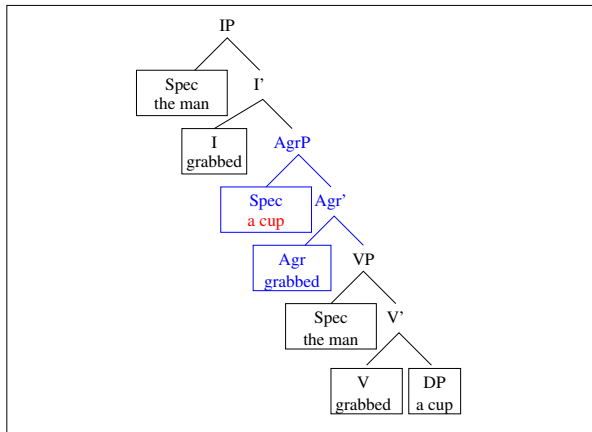 IP
Spec
the man
I'
I
grabbed
AgrP
Spec
a cup
Agr'
Agr
grabbed
VP
Spec
the man
V'
V
grabbed
DP
a cup